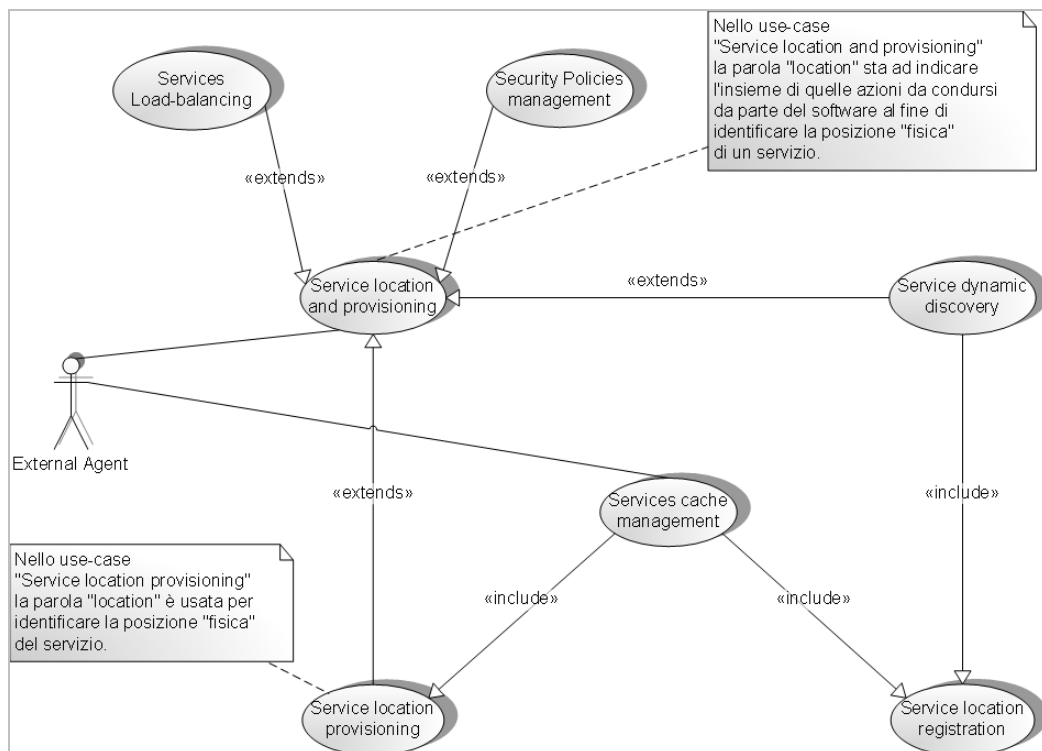 Nello use-case
"Service location and provisioning"
la parola "location" sta ad indicare
l'insieme di quelle azioni da condursi
da parte del software al fine di
identificare la posizione "fisica"
di un servizio.
Services
Load-balancing
Security Policies
management
«extends»
«extends»
Service location
and provisioning
«extends»
Service dynamic
discovery
External Agent
«extends»
Services cache
management
«include»
Nello use-case
"Service location provisioning"
la parola "location" è usata per
identificare la posizione "fisica"
del servizio.
«include»
«include»
Service location
provisioning
Service location
registration